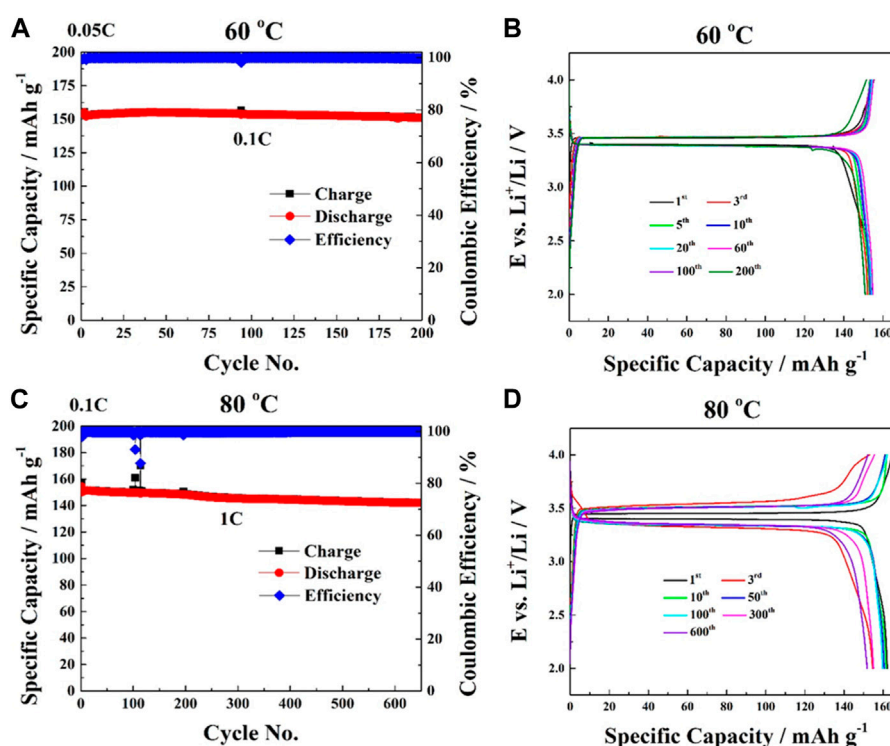 A
0.05C
60 °C
200
175
150
125
100
75
50
25
0
Specific Capacity / mAh g⁻¹
100
80
60
40
20
0
Coulombic Efficiency / %
0.1C
Charge
Discharge
Efficiency
0 25 50 75 100 125 150 175 200
Cycle No.
B
60 °C
4.0
3.5
3.0
2.5
2.0
E vs. Li⁺/Li / V
1ˢᵗ 3ʳᵈ
5ᵗʰ 10ᵗʰ
20ᵗʰ 60ᵗʰ
100ᵗʰ 200ᵗʰ
0 20 40 60 80 100 120 140 160
Specific Capacity / mAh g⁻¹
C
0.1C
80 °C
200
180
160
140
120
100
80
60
40
20
0
Specific Capacity / mAh g⁻¹
100
80
60
40
20
0
Coulombic Efficiency / %
1C
Charge
Discharge
Efficiency
0 100 200 300 400 500 600
Cycle No.
D
80 °C
4.0
3.5
3.0
2.5
2.0
E vs. Li⁺/Li / V
1ˢᵗ 3ʳᵈ
10ᵗʰ 50ᵗʰ
100ᵗʰ 300ᵗʰ
600ᵗʰ
0 20 40 60 80 100 120 140 160
Specific Capacity / mAh g⁻¹